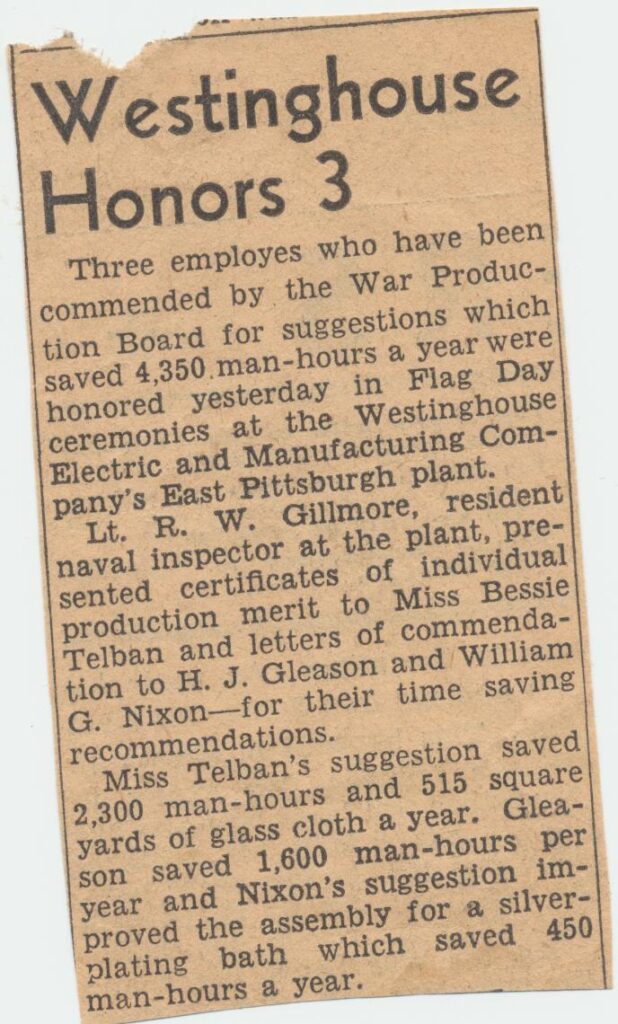 Westinghouse
Honors 3
Three employes who have been
commended by the War Produc-
tion Board for suggestions which
saved 4,350 man-hours a year were
honored yesterday in Flag Day
ceremonies at the Westinghouse
Electric and Manufacturing Com-
pany's East Pittsburgh plant.
Lt. R. W. Gillmore, resident
naval inspector at the plant, pre-
sented certificates of individual
production merit to Miss Bessie
Telban and letters of commenda-
tion to H. J. Gleason and William
G. Nixon—for their time saving
recommendations.
Miss Telban's suggestion saved
2,300 man-hours and 515 square
yards of glass cloth a year. Glea-
son saved 1,600 man-hours per
year and Nixon's suggestion im-
proved the assembly for a silver-
plating bath which saved 450
man-hours a year.